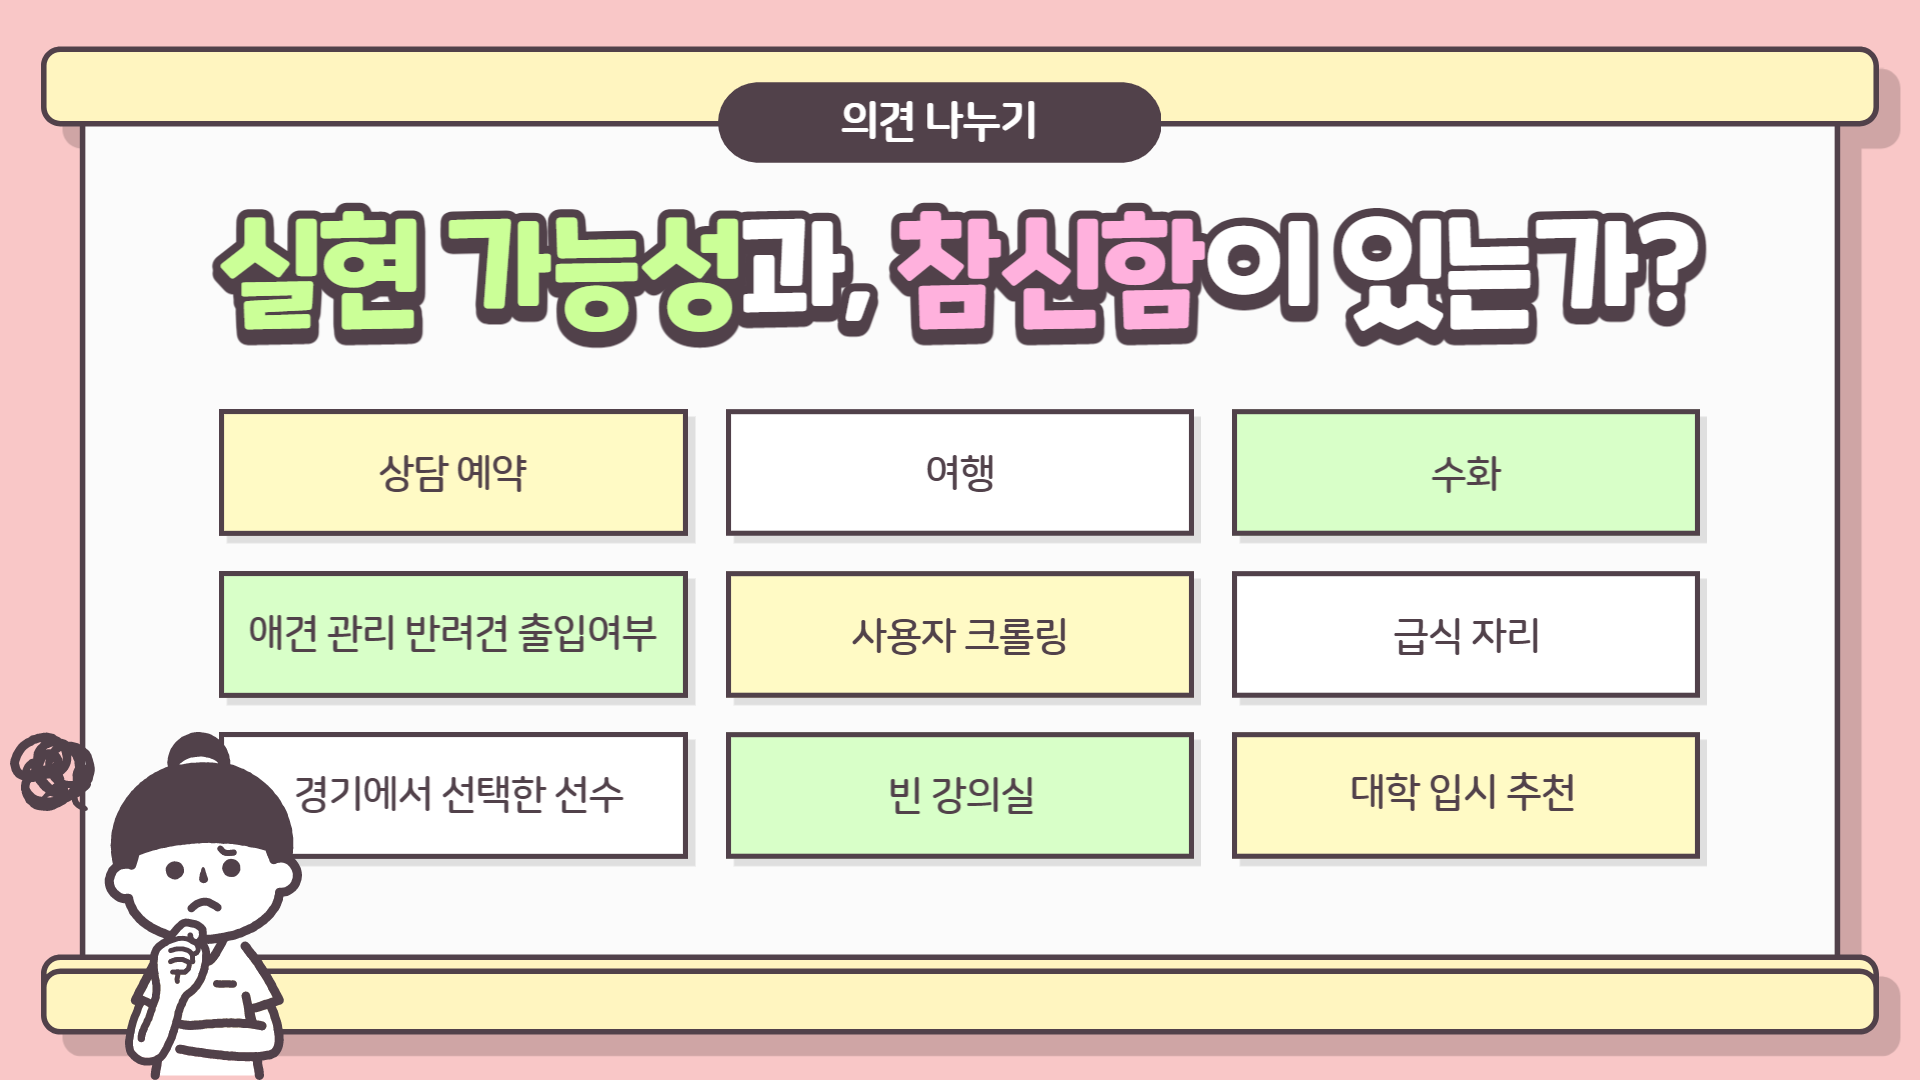 의견 나누기
실현 가능성과, 참신함이 있는가?
상담 예약
여행
수화
애견 관리 반려견 출입여부
사용자 크롤링
급식 자리
경기에서 선택한 선수
빈 강의실
대학 입시 추천